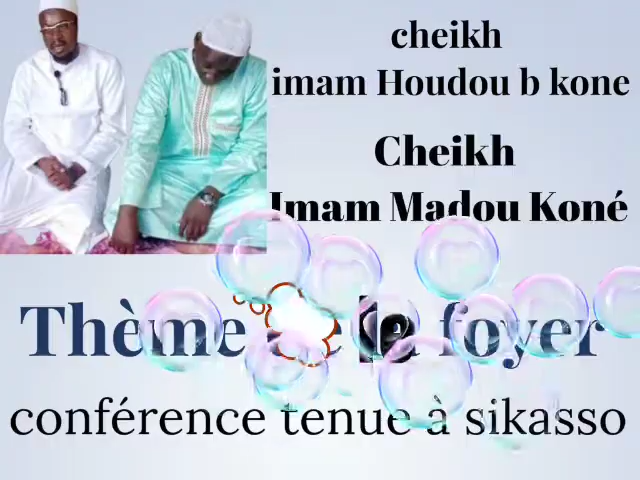 cheikh
imam Houdou b kone
Cheikh
Imam Madou Koné
Thème la foyer
conférence tenue à sikasso